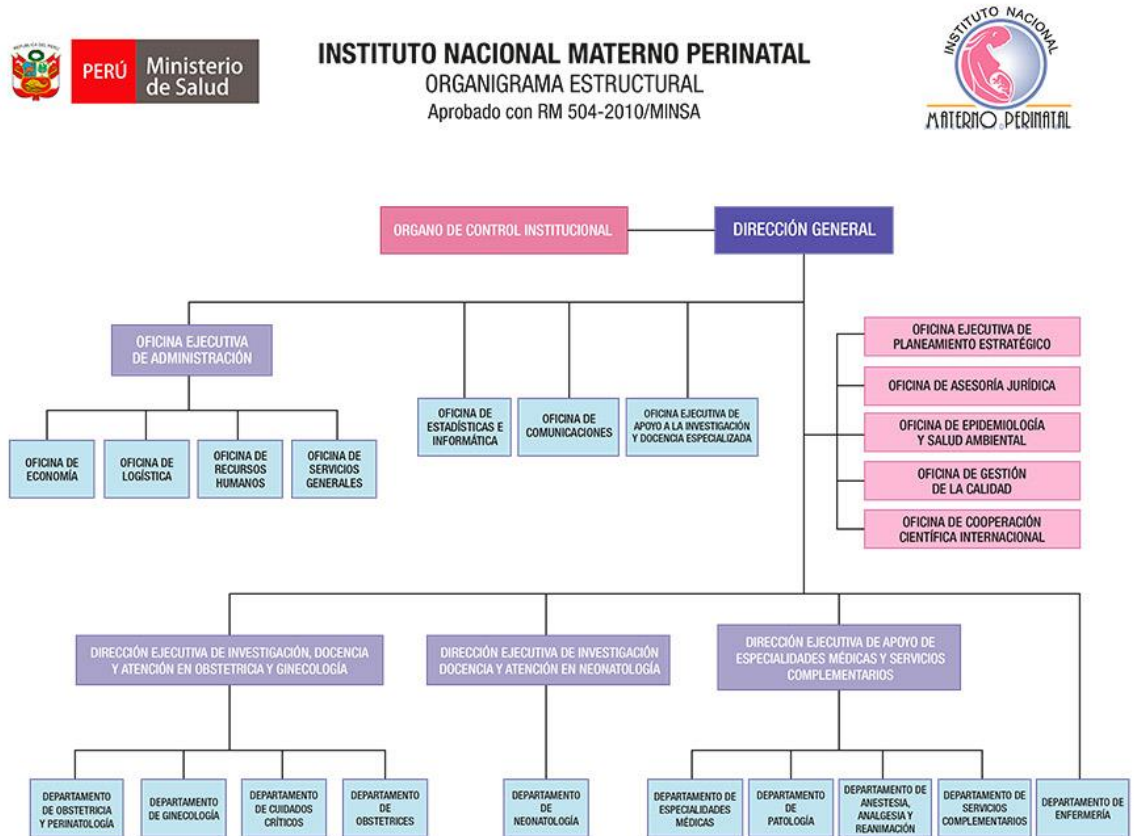 REPÚBLICA DEL PERÚ
PERÚ
Ministerio
de Salud
INSTITUTO NACIONAL MATERNO PERINATAL
ORGANIGRAMA ESTRUCTURAL
Aprobado con RM 504-2010/MINSA
INSTITUTO NACIONAL
MATERNO PERINATAL
ORGANO DE CONTROL INSTITUCIONAL
DIRECCIÓN GENERAL
OFICINA EJECUTIVA
DE ADMINISTRACIÓN
OFICINA EJECUTIVA DE
PLANEAMIENTO ESTRATÉGICO
OFICINA DE ASESORÍA JURÍDICA
OFICINA DE EPIDEMIOLOGÍA
Y SALUD AMBIENTAL
OFICINA DE GESTIÓN
DE LA CALIDAD
OFICINA DE COOPERACIÓN
CIENTÍFICA INTERNACIONAL
OFICINA DE
ESTADÍSTICAS E
INFORMÁTICA
OFICINA DE
COMUNICACIONES
OFICINA EJECUTIVA DE
APOYO A LA INVESTIGACIÓN
Y DOCENCIA ESPECIALIZADA
OFICINA DE
ECONOMÍA
OFICINA DE
LOGÍSTICA
OFICINA DE
RECURSOS
HUMANOS
OFICINA DE
SERVICIOS
GENERALES
DIRECCIÓN EJECUTIVA DE INVESTIGACIÓN, DOCENCIA
Y ATENCIÓN EN OBSTETRICIA Y GINECOLOGÍA
DIRECCIÓN EJECUTIVA DE INVESTIGACIÓN
DOCENCIA Y ATENCIÓN EN NEONATOLOGÍA
DIRECCIÓN EJECUTIVA DE APOYO DE
ESPECIALIDADES MÉDICAS Y SERVICIOS
COMPLEMENTARIOS
DEPARTAMENTO
DE OBSTETRICIA
Y PERINATOLOGÍA
DEPARTAMENTO
DE GINECOLOGÍA
DEPARTAMENTO
DE CUIDADOS
CRÍTICOS
DEPARTAMENTO
DE
OBSTETRICES
DEPARTAMENTO
DE
NEONATOLOGÍA
DEPARTAMENTO DE
ESPECIALIDADES
MÉDICAS
DEPARTAMENTO
DE
PATOLOGÍA
DEPARTAMENTO DE
ANESTESIA,
ANALGESIA Y
REANIMACIÓN
DEPARTAMENTO DE
SERVICIOS
COMPLEMENTARIOS
DEPARTAMENTO DE
ENFERMERÍA